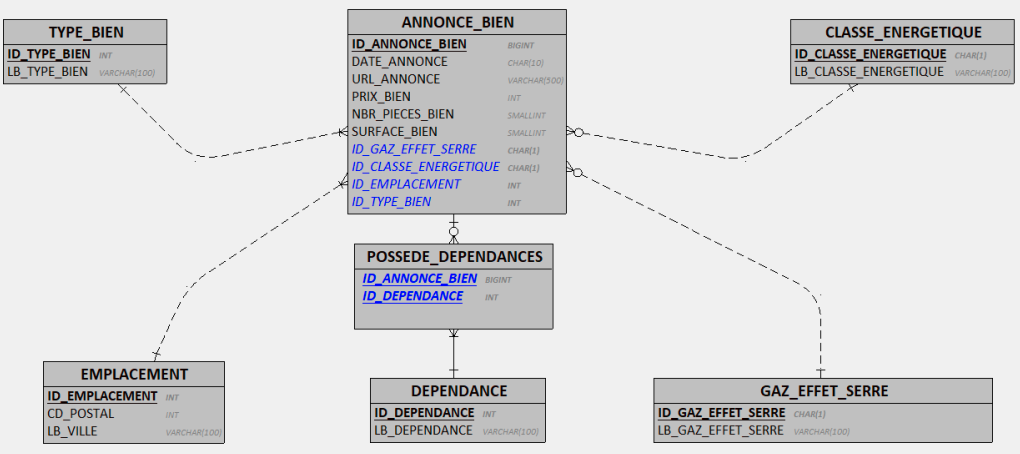 TYPE_BIEN
ID_TYPE_BIEN INT
LB_TYPE_BIEN VARCHAR(100)
ANNONCE_BIEN
ID_ANNONCE_BIEN BIGINT
DATE_ANNONCE CHAR(10)
URL_ANNONCE VARCHAR(500)
PRIX_BIEN INT
NBR_PIECES_BIEN SMALLINT
SURFACE_BIEN SMALLINT
ID_GAZ_EFFET_SERRE CHAR(1)
ID_CLASSE_ENERGETIQUE CHAR(1)
ID_EMPLACEMENT INT
ID_TYPE_BIEN INT
CLASSE_ENERGETIQUE
ID_CLASSE_ENERGETIQUE CHAR(1)
LB_CLASSE_ENERGETIQUE VARCHAR(100)
POSSEDE_DEPENDANCES
ID_ANNONCE_BIEN BIGINT
ID_DEPENDANCE INT
EMPLACEMENT
ID_EMPLACEMENT INT
CD_POSTAL INT
LB_VILLE VARCHAR(100)
DEPENDANCE
ID_DEPENDANCE INT
LB_DEPENDANCE VARCHAR(100)
GAZ_EFFET_SERRE
ID_GAZ_EFFET_SERRE CHAR(1)
LB_GAZ_EFFET_SERRE VARCHAR(100)